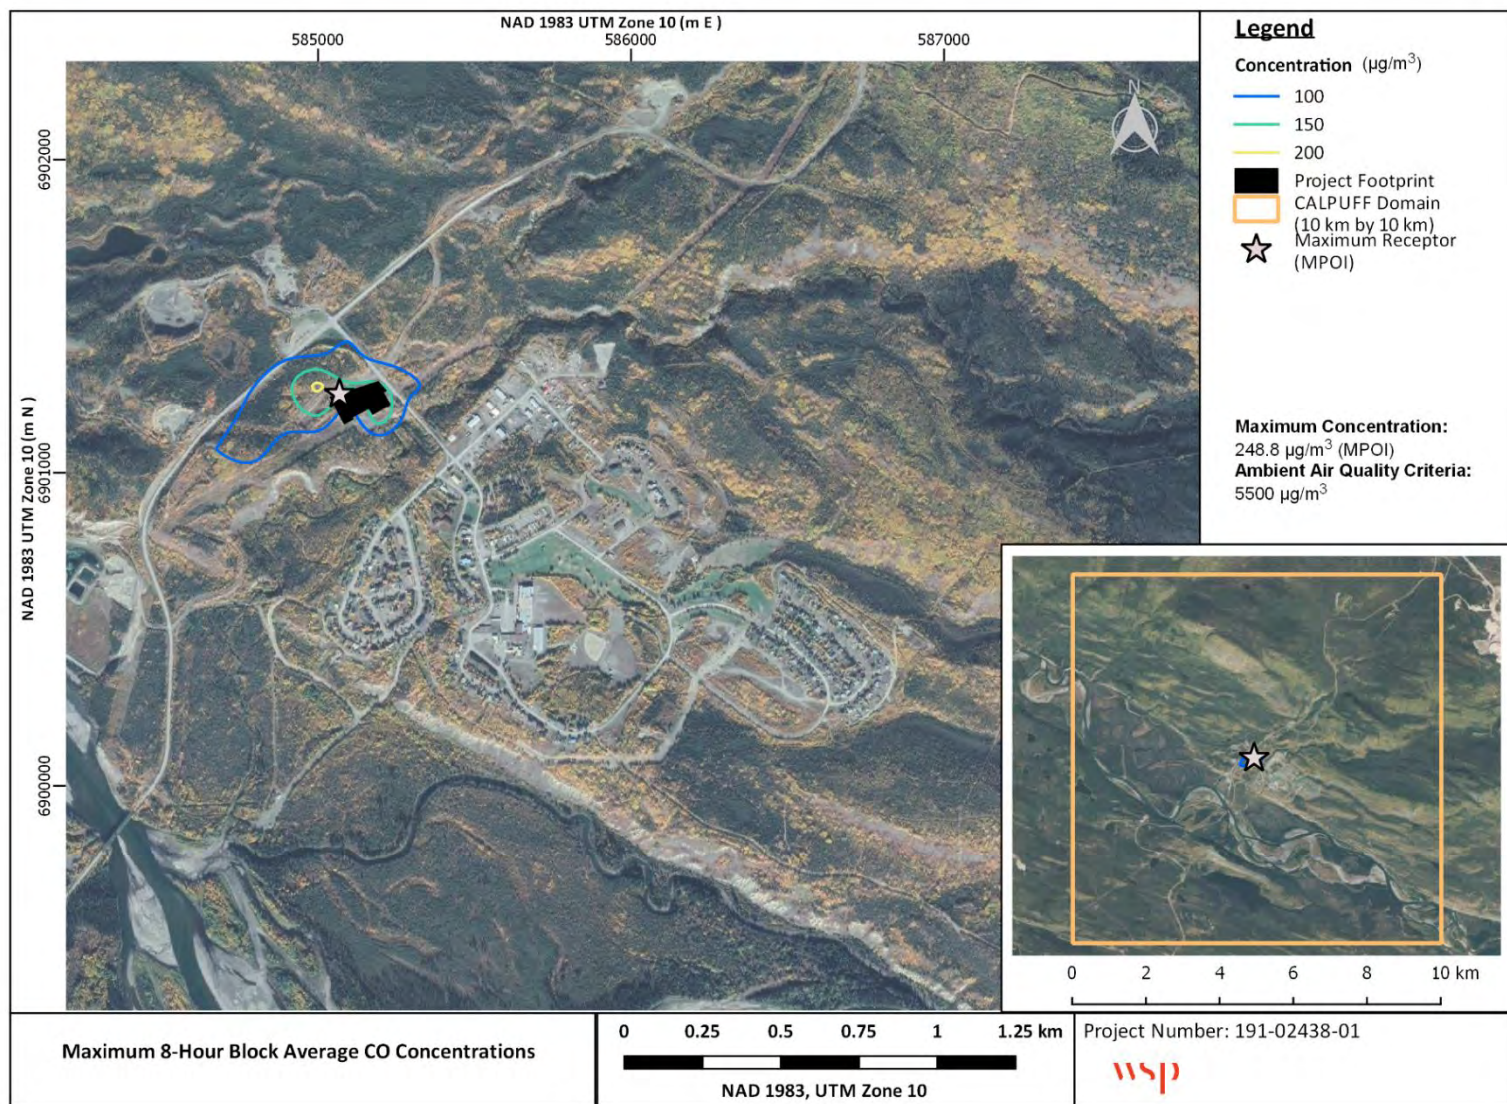 NAD 1983 UTM Zone 10 (m E )
585000
586000
587000
NAD 1983 UTM Zone 10 (m N )
6902000
6901000
6900000
N
Legend
Concentration (µg/m³)
100
150
200
Project Footprint
CALPUFF Domain
(10 km by 10 km)
Maximum Receptor
(MPOI)
Maximum Concentration:
248.8 µg/m³ (MPOI)
Ambient Air Quality Criteria:
5500 µg/m³
0 2 4 6 8 10 km
Maximum 8-Hour Block Average CO Concentrations
0 0.25 0.5 0.75 1 1.25 km
NAD 1983, UTM Zone 10
Project Number: 191-02438-01
wsp